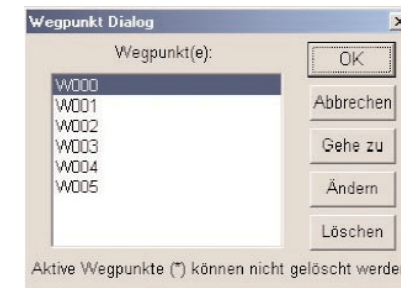 Wegpunkt Dialog
Wegpunkt(e):
W000
W001
W002
W003
W004
W005
OK
Abbrechen
Gehe zu
Ändern
Löschen
Aktive Wegpunkte (*) können nicht gelöscht werde